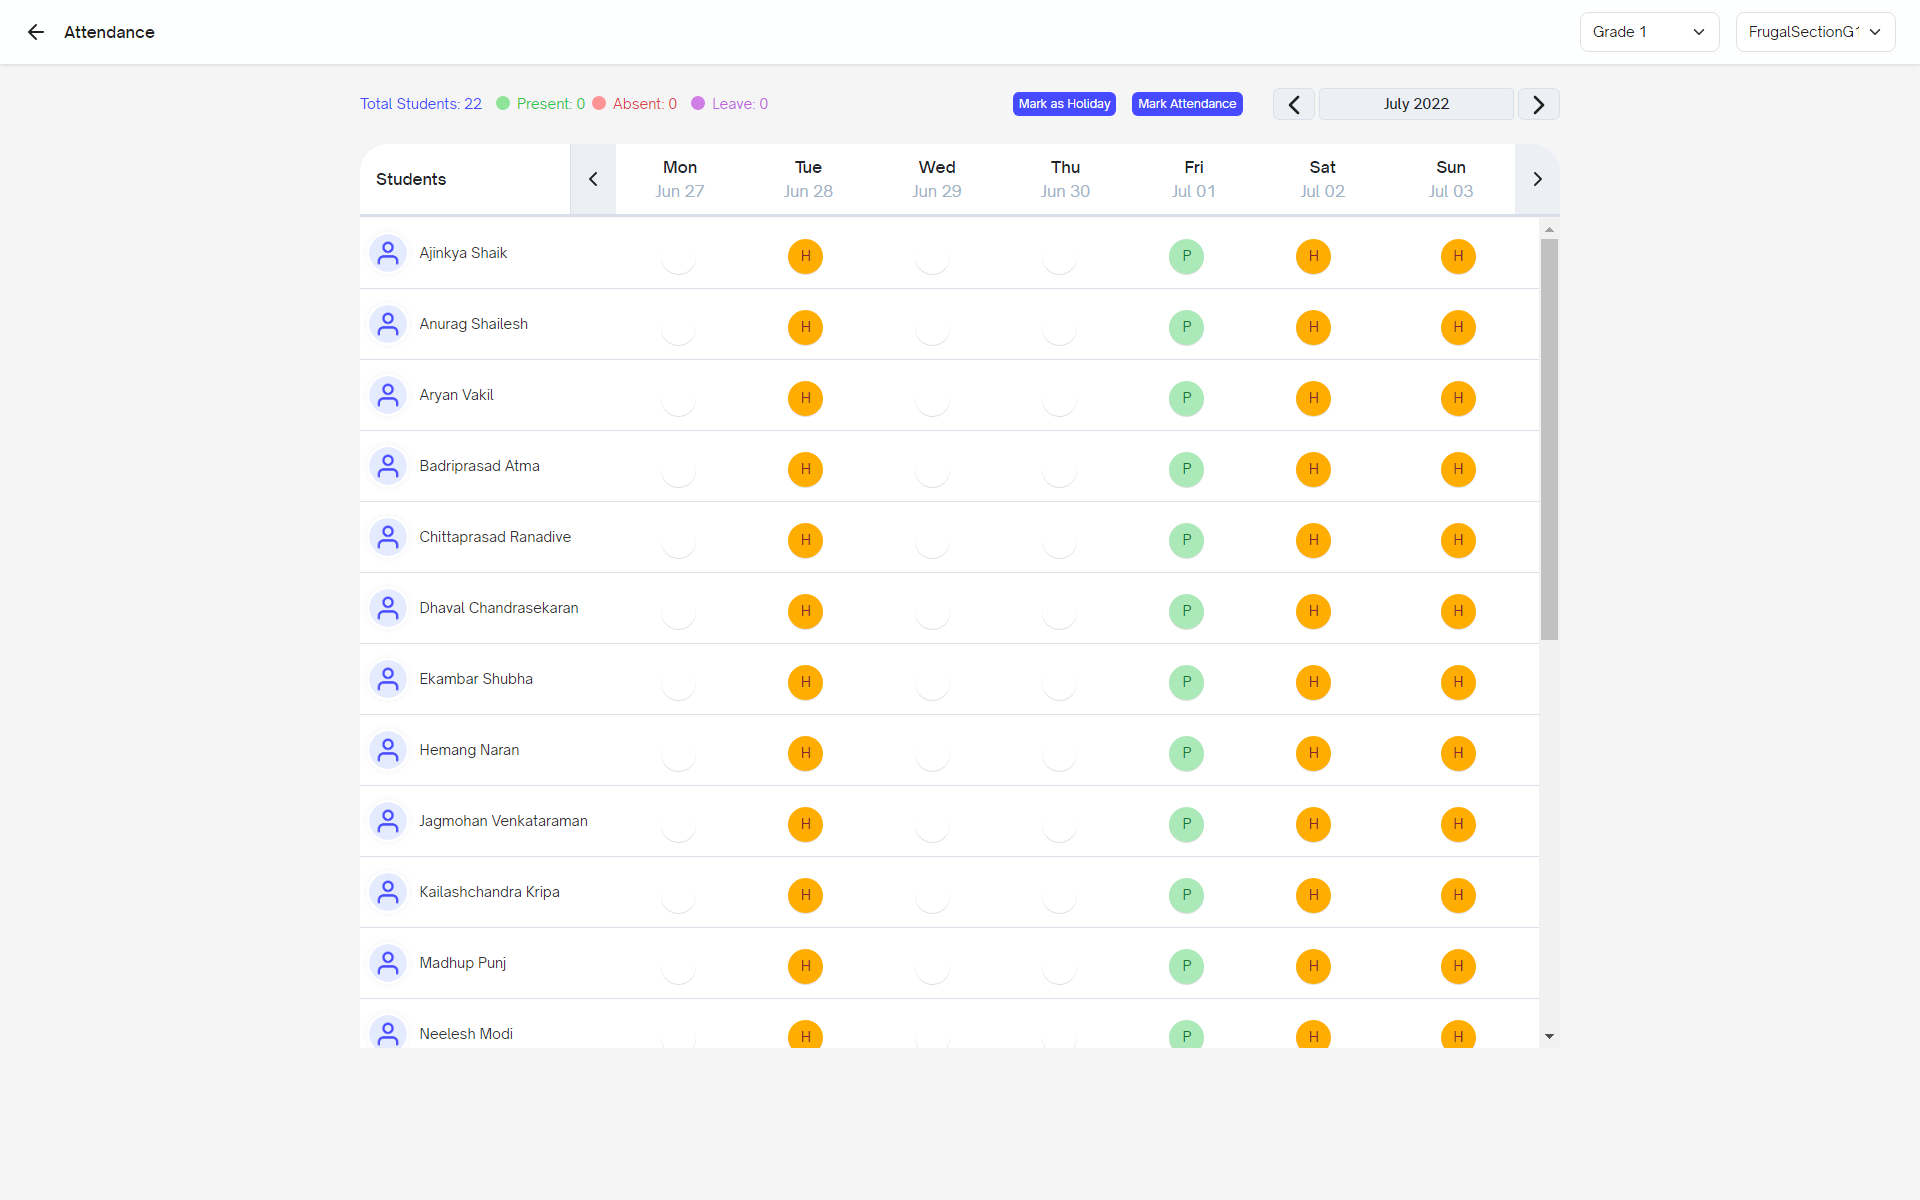 Attendance
Grade 1
FrugalSectionG1
Total Students: 22 Present: 0 Absent: 0 Leave: 0
Mark as Holiday
Mark Attendance
July 2022
Students Mon Tue Wed Thu Fri Sat Sun
Jun 27 Jun 28 Jun 29 Jun 30 Jul 01 Jul 02 Jul 03
Ajinkya Shaik H P H H
Anurag Shailesh H P H H
Aryan Vakil H P H H
Badriprasad Atma H P H H
Chittaprasad Ranadive H P H H
Dhaval Chandrasekaran H P H H
Ekambar Shubha H P H H
Hemang Naran H P H H
Jagmohan Venkataraman H P H H
Kailashchandra Kripa H P H H
Madhup Punj H P H H
Neelesh Modi H P H H